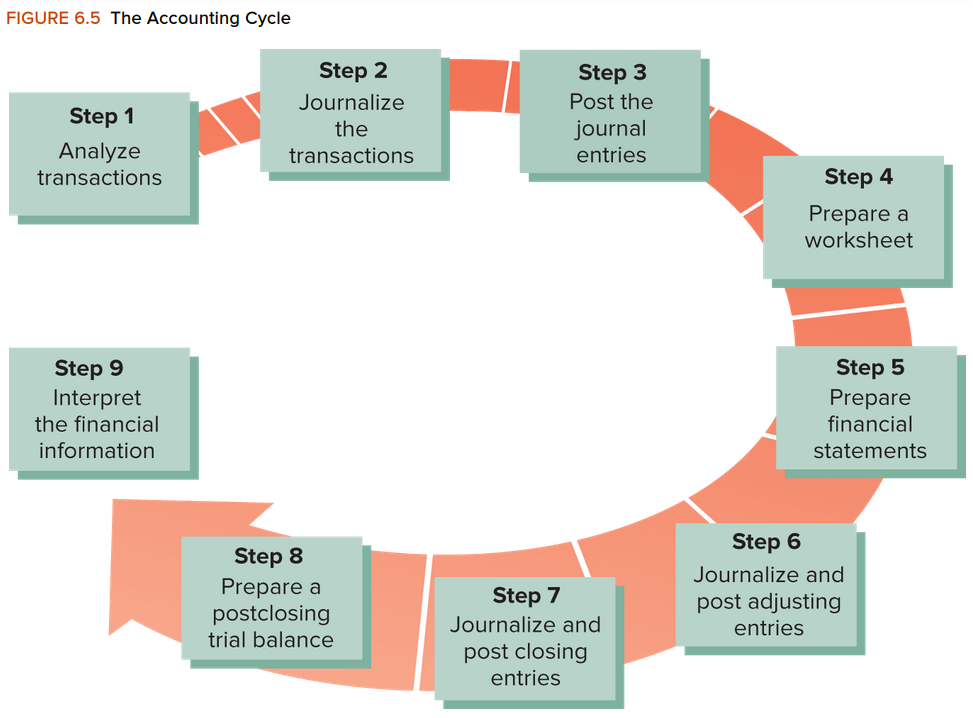 FIGURE 6.5 The Accounting Cycle
Step 1
Analyze
transactions
Step 2
Journalize
the
transactions
Step 3
Post the
journal
entries
Step 4
Prepare a
worksheet
Step 5
Prepare
financial
statements
Step 6
Journalize and
post adjusting
entries
Step 7
Journalize and
post closing
entries
Step 8
Prepare a
postclosing
trial balance
Step 9
Interpret
the financial
information